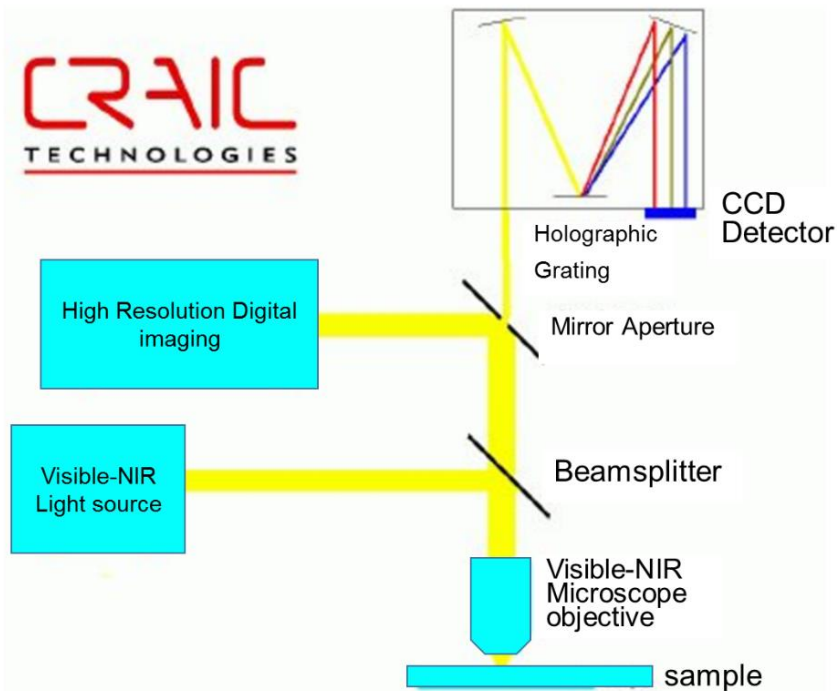 CRAIC
TECHNOLOGIES
CCD
Detector
Holographic
Grating
High Resolution Digital
imaging
Mirror Aperture
Visible-NIR
Light source
Beamsplitter
Visible-NIR
Microscope
objective
sample